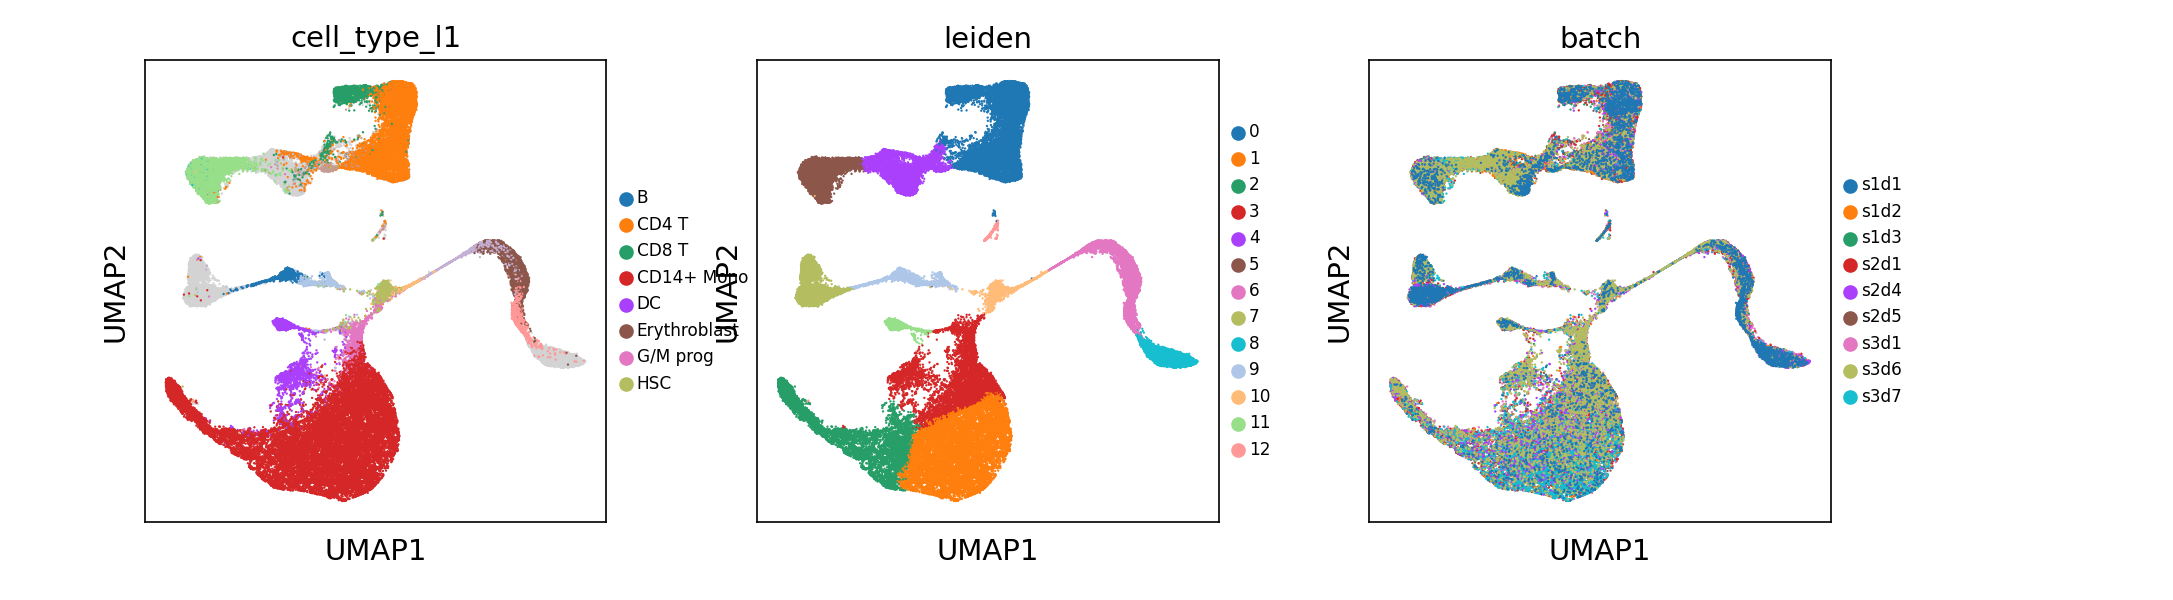 cell_type_l1
leiden
batch
UMAP2
UMAP1
B
CD4 T
CD8 T
CD14+ Mono
DC
Erythroblast
G/M prog
HSC
UMAP2
UMAP1
0
1
2
3
4
5
6
7
8
9
10
11
12
UMAP2
UMAP1
s1d1
s1d2
s1d3
s2d1
s2d4
s2d5
s3d1
s3d6
s3d7